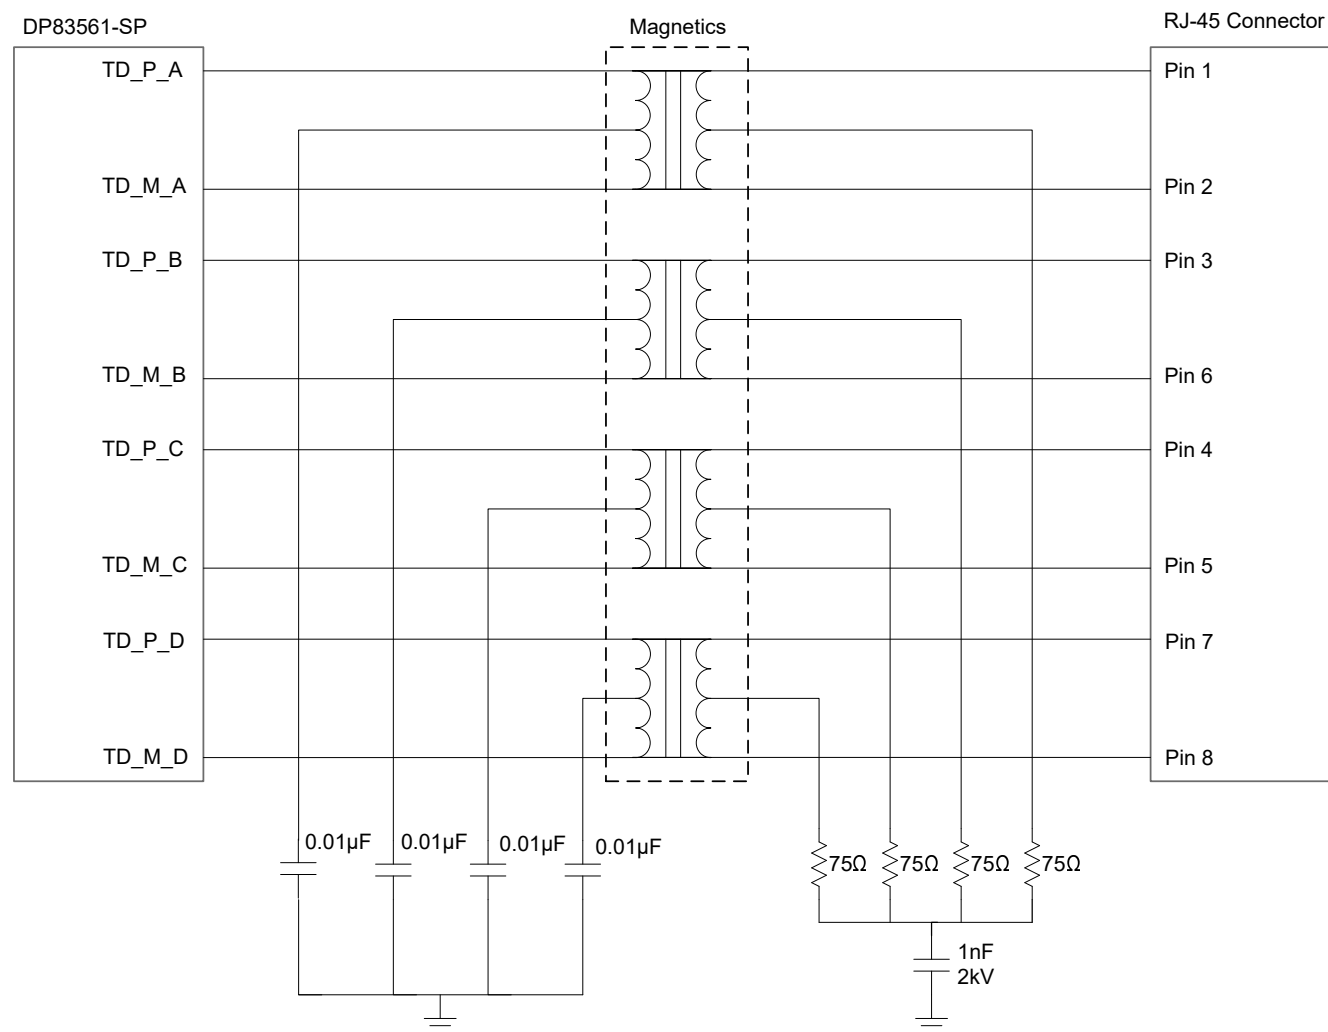 DP83561-SP
Magnetics
RJ-45 Connector
TD_P_A
Pin 1
TD_M_A
Pin 2
TD_P_B
Pin 3
TD_M_B
Pin 6
TD_P_C
Pin 4
TD_M_C
Pin 5
TD_P_D
Pin 7
TD_M_D
Pin 8
0.01µF
0.01µF
0.01µF
0.01µF
75Ω
75Ω
75Ω
75Ω
1nF
2kV